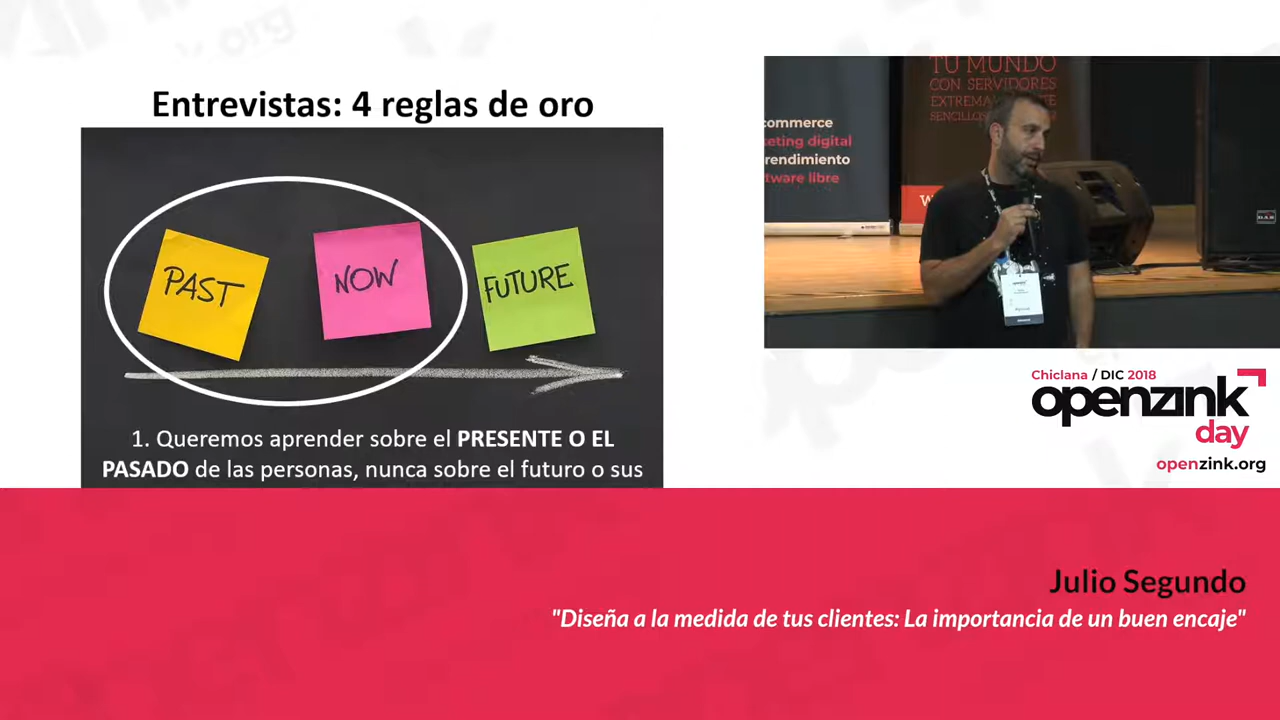 Entrevistas: 4 reglas de oro
PAST
NOW
FUTURE
1. Queremos aprender sobre el PRESENTE O EL
PASADO de las personas, nunca sobre el futuro o sus
TU MUNDO
CON SERVIDORES
commerce
marketing digital
rendimiento
tware libre
Chiclana / DIC 2018
openzink
day
openzink.org
Julio Segundo
"Diseña a la medida de tus clientes: La importancia de un buen encaje"